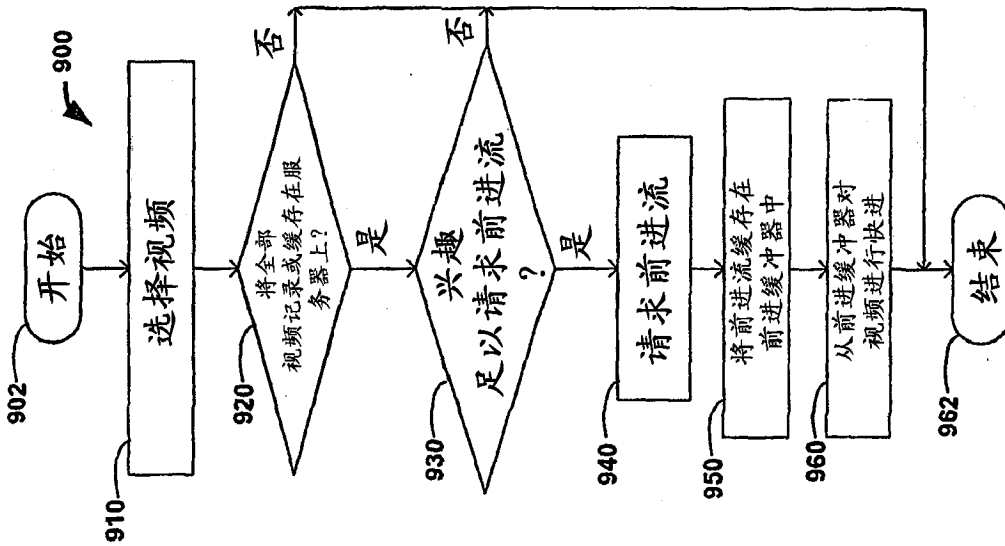 900
902
开始
910
选择视频
920
将全部
视频记录或缓存在服
务器上?
否
是
930
兴趣
足以请求前进流
?
否
是
940
请求前进流
950
将前进流缓存在
前进缓冲器中
960
从前进缓冲器对
视频进行快进
962
结束